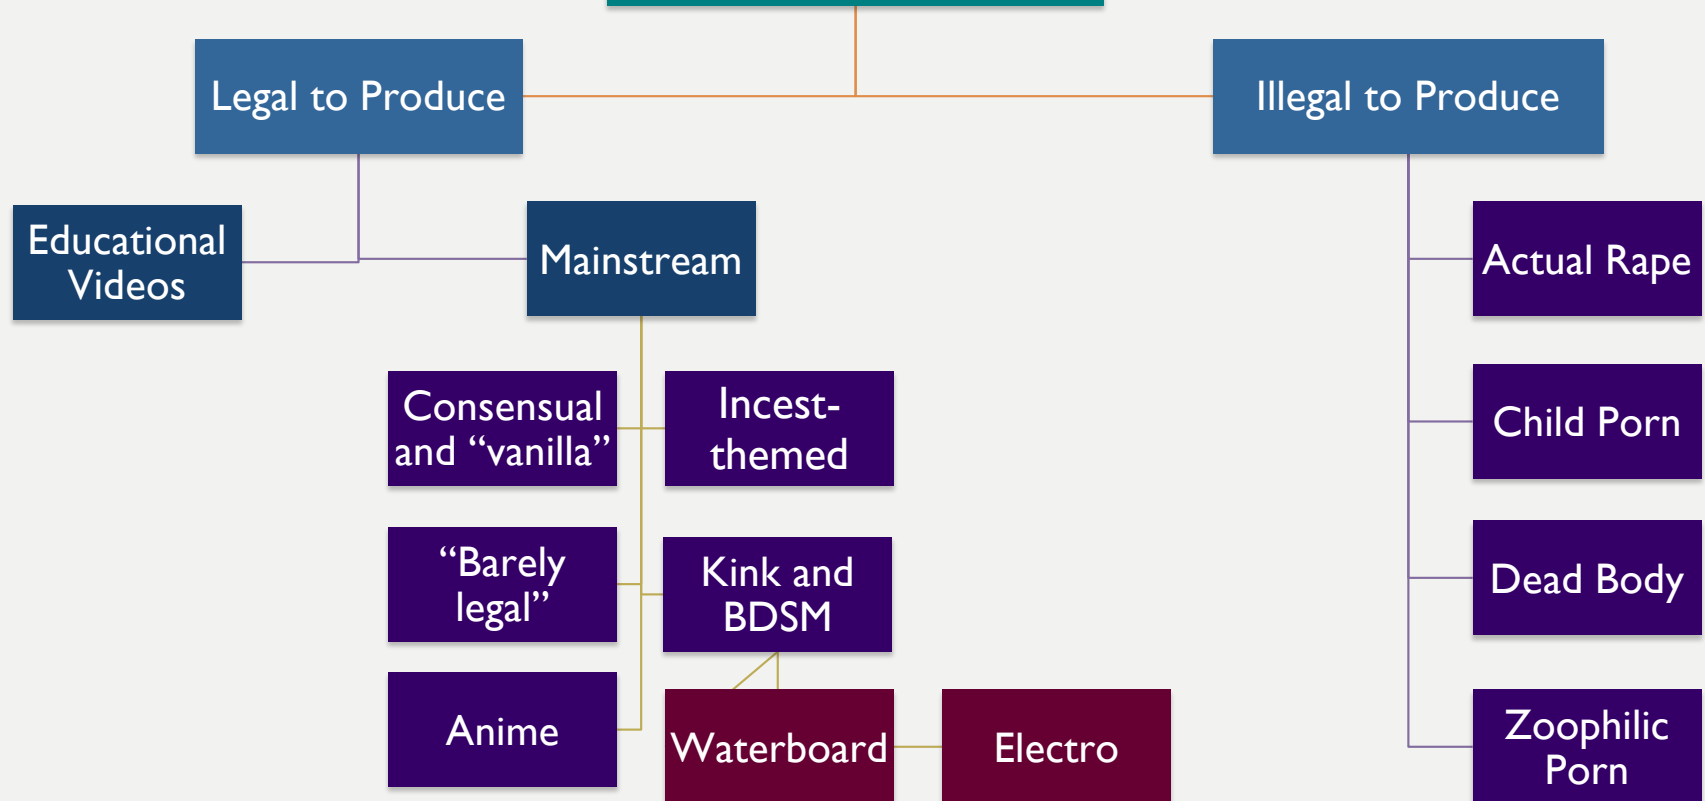 Legal to Produce
Illegal to Produce
Educational
Videos
Mainstream
Actual Rape
Consensual
and “vanilla”
Incest-
themed
Child Porn
“Barely
legal”
Kink and
BDSM
Dead Body
Anime
Waterboard
Electro
Zoophilic
Porn